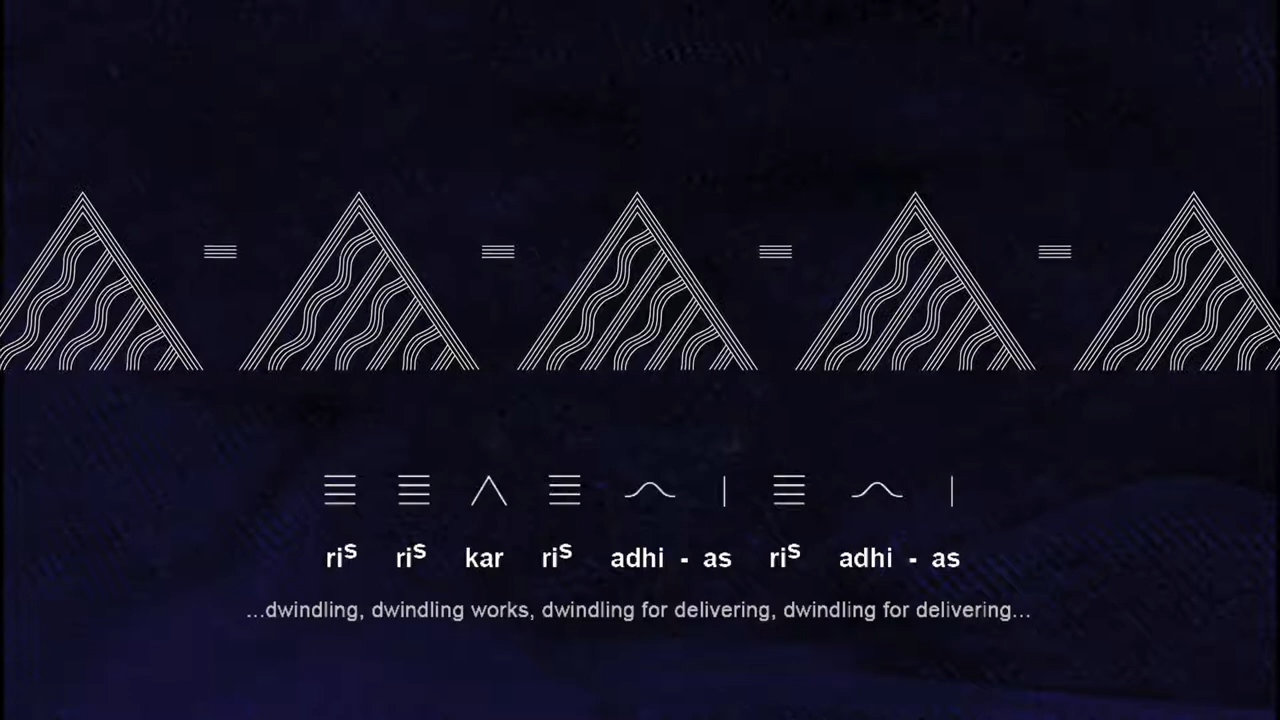 riˢ riˢ kar riˢ adhi - as riˢ adhi - as
...dwindling, dwindling works, dwindling for delivering, dwindling for delivering...